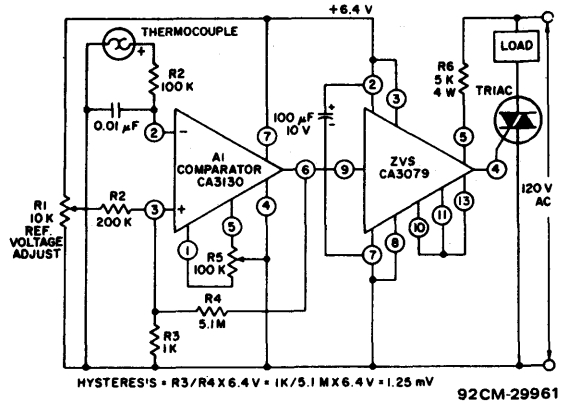 +6.4 V
THERMOCOUPLE
+
R2
100 K
0.01 μF
2
−
7
A1
COMPARATOR
CA3130
6
R1
10 K
REF.
VOLTAGE
ADJUST
R2
200 K
3
+
1
5
4
R5
100 K
R4
5.1 M
R3
1K
100 μF
10 V
+
−
2
3
9
ZVS
CA3079
7
8
10
11
13
5
4
R6
5 K
4 W
LOAD
TRIAC
120 V
AC
HYSTERES'S = R3/R4 X 6.4 V = 1K/5.1 M X 6.4 V = 1.25 mV
92CM-29961